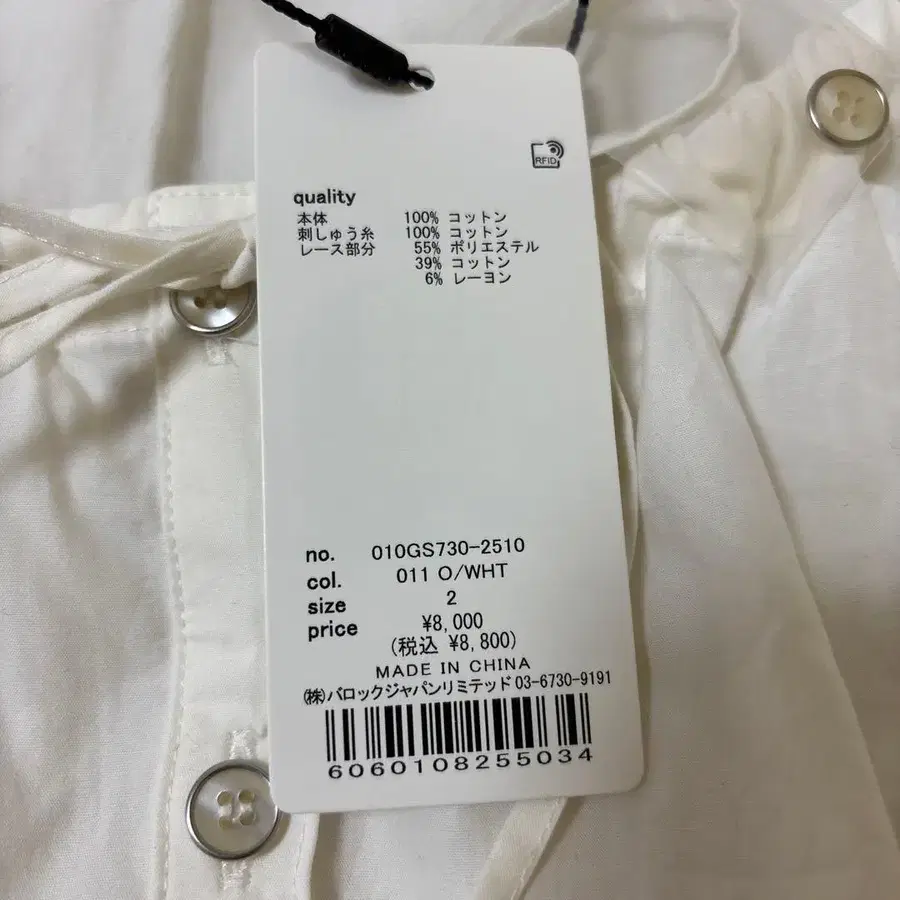 RFID
quality
本体 100% コットン
刺しゅう糸 100% コットン
レース部分 55% ポリエステル
39% コットン
6% レーヨン
no. 010GS730-2510
col. 011 O/WHT
size 2
price ¥8,000
(税込 ¥8,800)
MADE IN CHINA
(株)バロックジャパンリミテッド 03-6730-9191
6060108255034